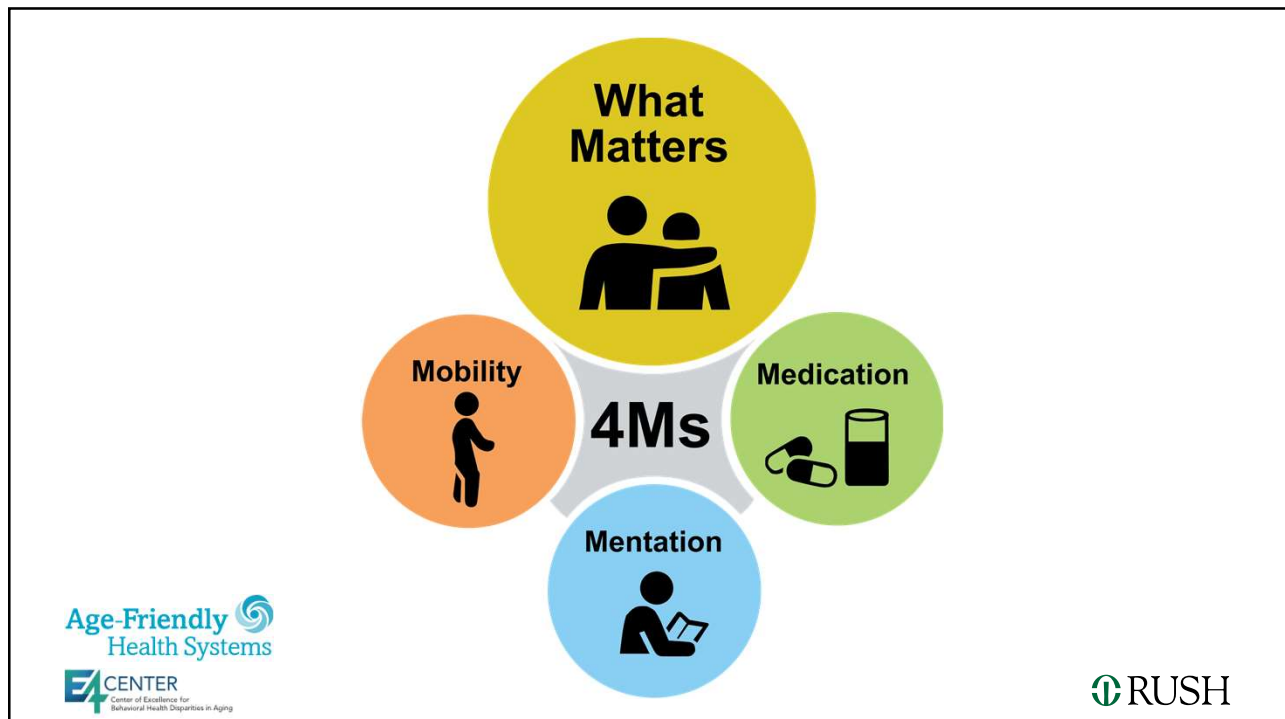 What
Matters
Mobility
4Ms
Medication
Mentation
Age-Friendly
Health Systems
E4 CENTER
Center of Excellence for
Behavioral Health Disparities in Aging
RUSH